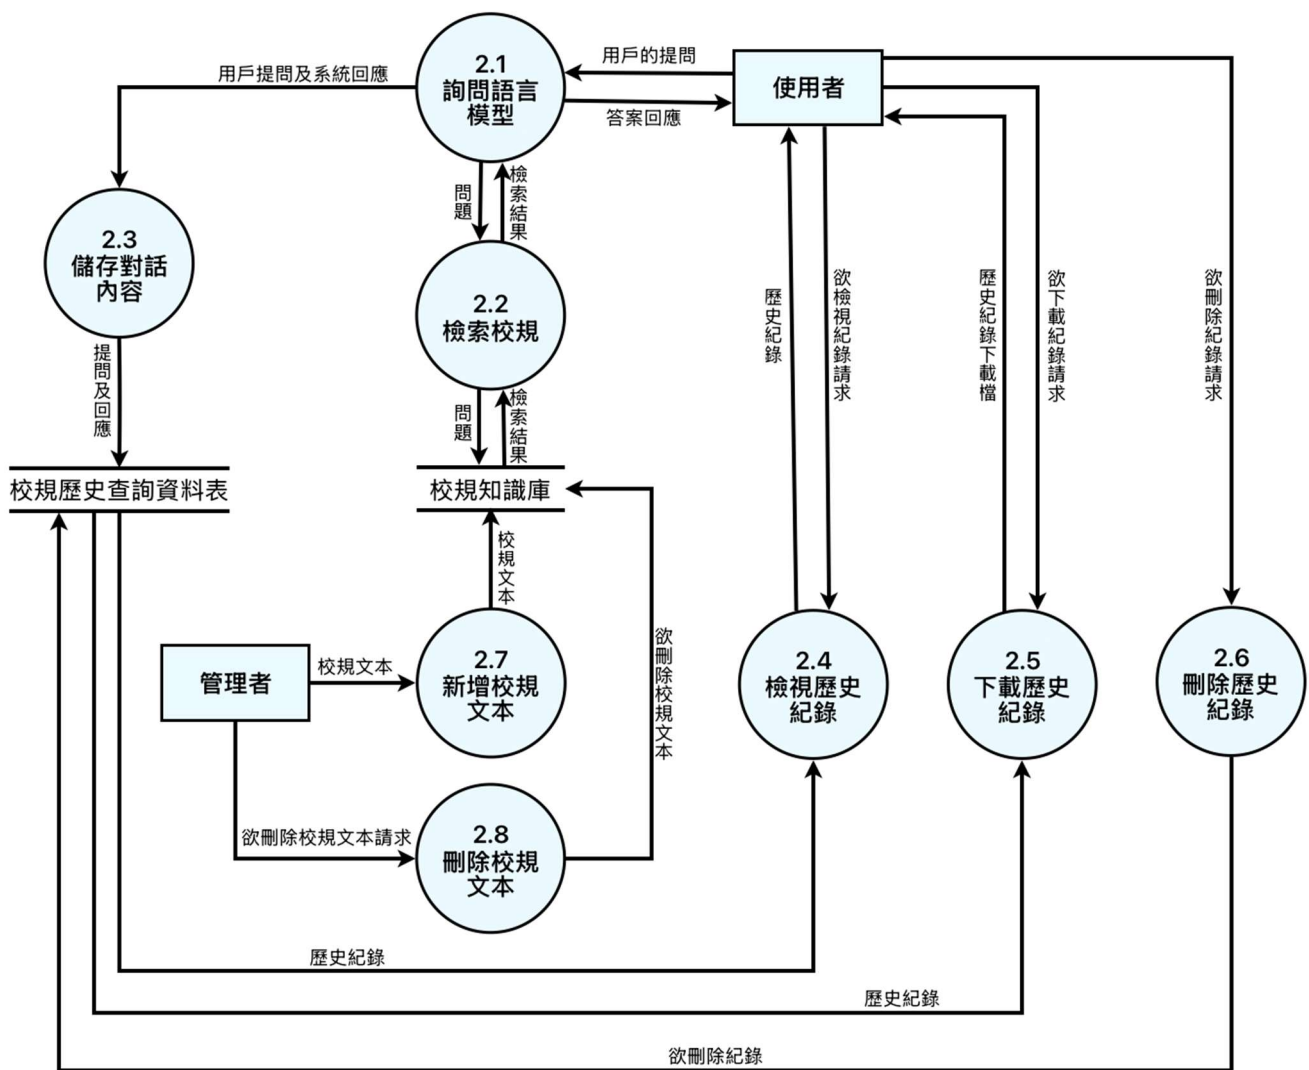 2.1
詢問語言
模型
用戶的提問
答案回應
使用者
用戶提問及系統回應
問題
檢索結果
2.3
儲存對話
內容
2.2
檢索校規
提問及回應
問題
檢索結果
歷史紀錄
欲檢視紀錄請求
歷史紀錄下載檔
欲下載紀錄請求
欲刪除紀錄請求
校規歷史查詢資料表
校規知識庫
校規文本
管理者
校規文本
2.7
新增校規
文本
欲刪除校規文本
2.4
檢視歷史
紀錄
2.5
下載歷史
紀錄
2.6
刪除歷史
紀錄
欲刪除校規文本請求
2.8
刪除校規
文本
歷史紀錄
歷史紀錄
欲刪除紀錄